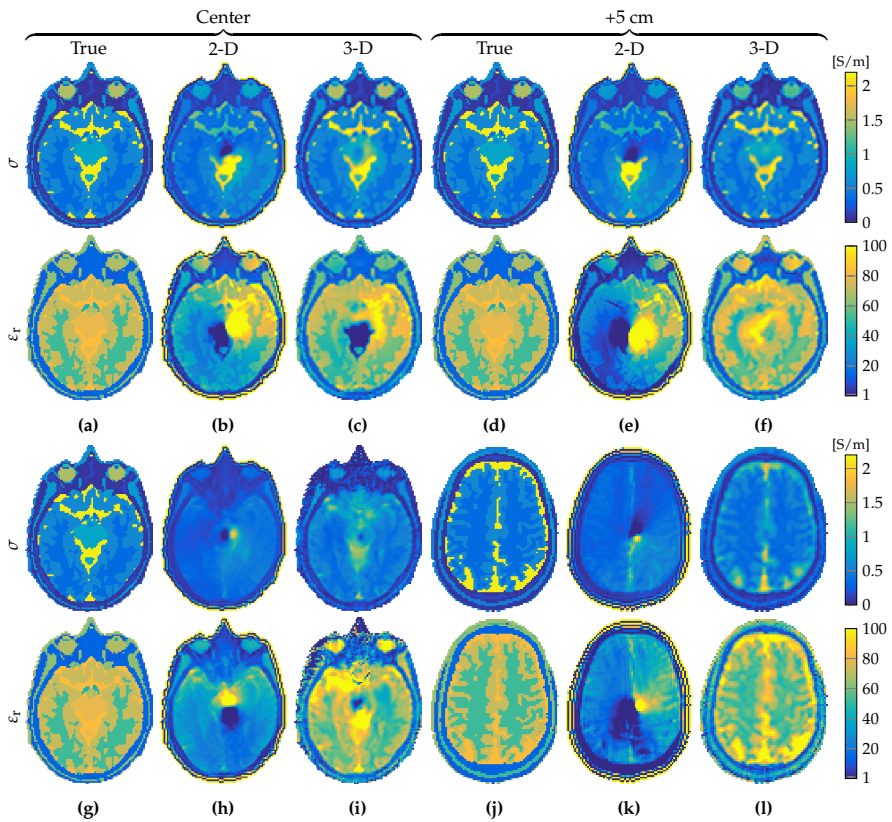 Center +5 cm
True 2-D 3-D True 2-D 3-D
[S/m]
σ
2
1.5
1
0.5
0
εr
100
80
60
40
20
1
(a) (b) (c) (d) (e) (f)
[S/m]
σ
2
1.5
1
0.5
0
εr
100
80
60
40
20
1
(g) (h) (i) (j) (k) (l)